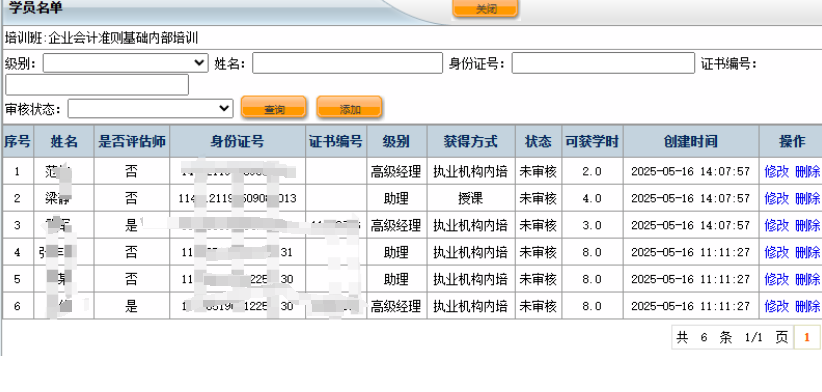 学员名单 关闭
培训班:企业会计准则基础内部培训
级别: 姓名: 身份证号: 证书编号:
审核状态: 查询 添加
序号 姓名 是否评估师 身份证号 证书编号 级别 获得方式 状态 可获学时 创建时间 操作
1 范 否 高级经理 执业机构内培 未审核 2.0 2025-05-16 14:07:57 修改 删除
2 梁静 否 助理 授课 未审核 4.0 2025-05-16 14:07:57 修改 删除
3 是 高级经理 执业机构内培 未审核 3.0 2025-05-16 14:07:57 修改 删除
4 否 11 31 助理 执业机构内培 未审核 8.0 2025-05-16 11:11:27 修改 删除
5 否 11 225 30 助理 执业机构内培 未审核 8.0 2025-05-16 11:11:27 修改 删除
6 是 1225 30 高级经理 执业机构内培 未审核 8.0 2025-05-16 11:11:27 修改 删除
共 6 条 1/1 页 1